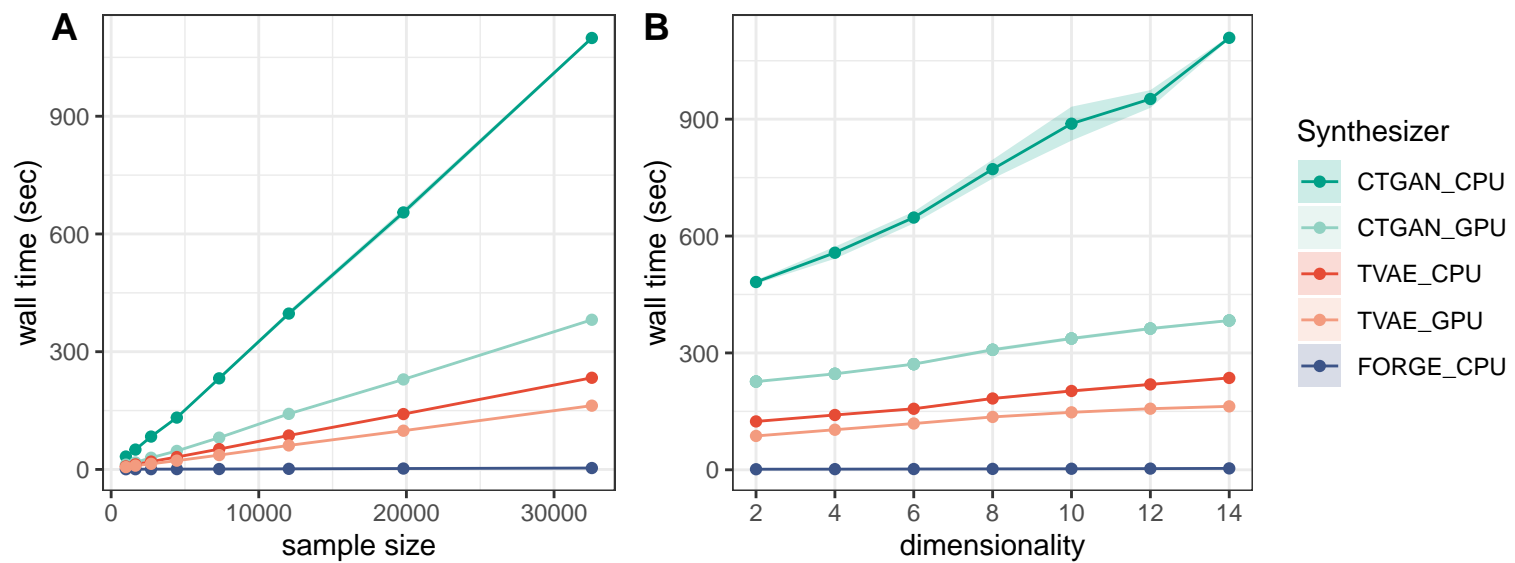 A
wall time (sec)
900
600
300
0
0 10000 20000 30000
sample size
B
wall time (sec)
900
600
300
0
2 4 6 8 10 12 14
dimensionality
Synthesizer
CTGAN_CPU
CTGAN_GPU
TVAE_CPU
TVAE_GPU
FORGE_CPU